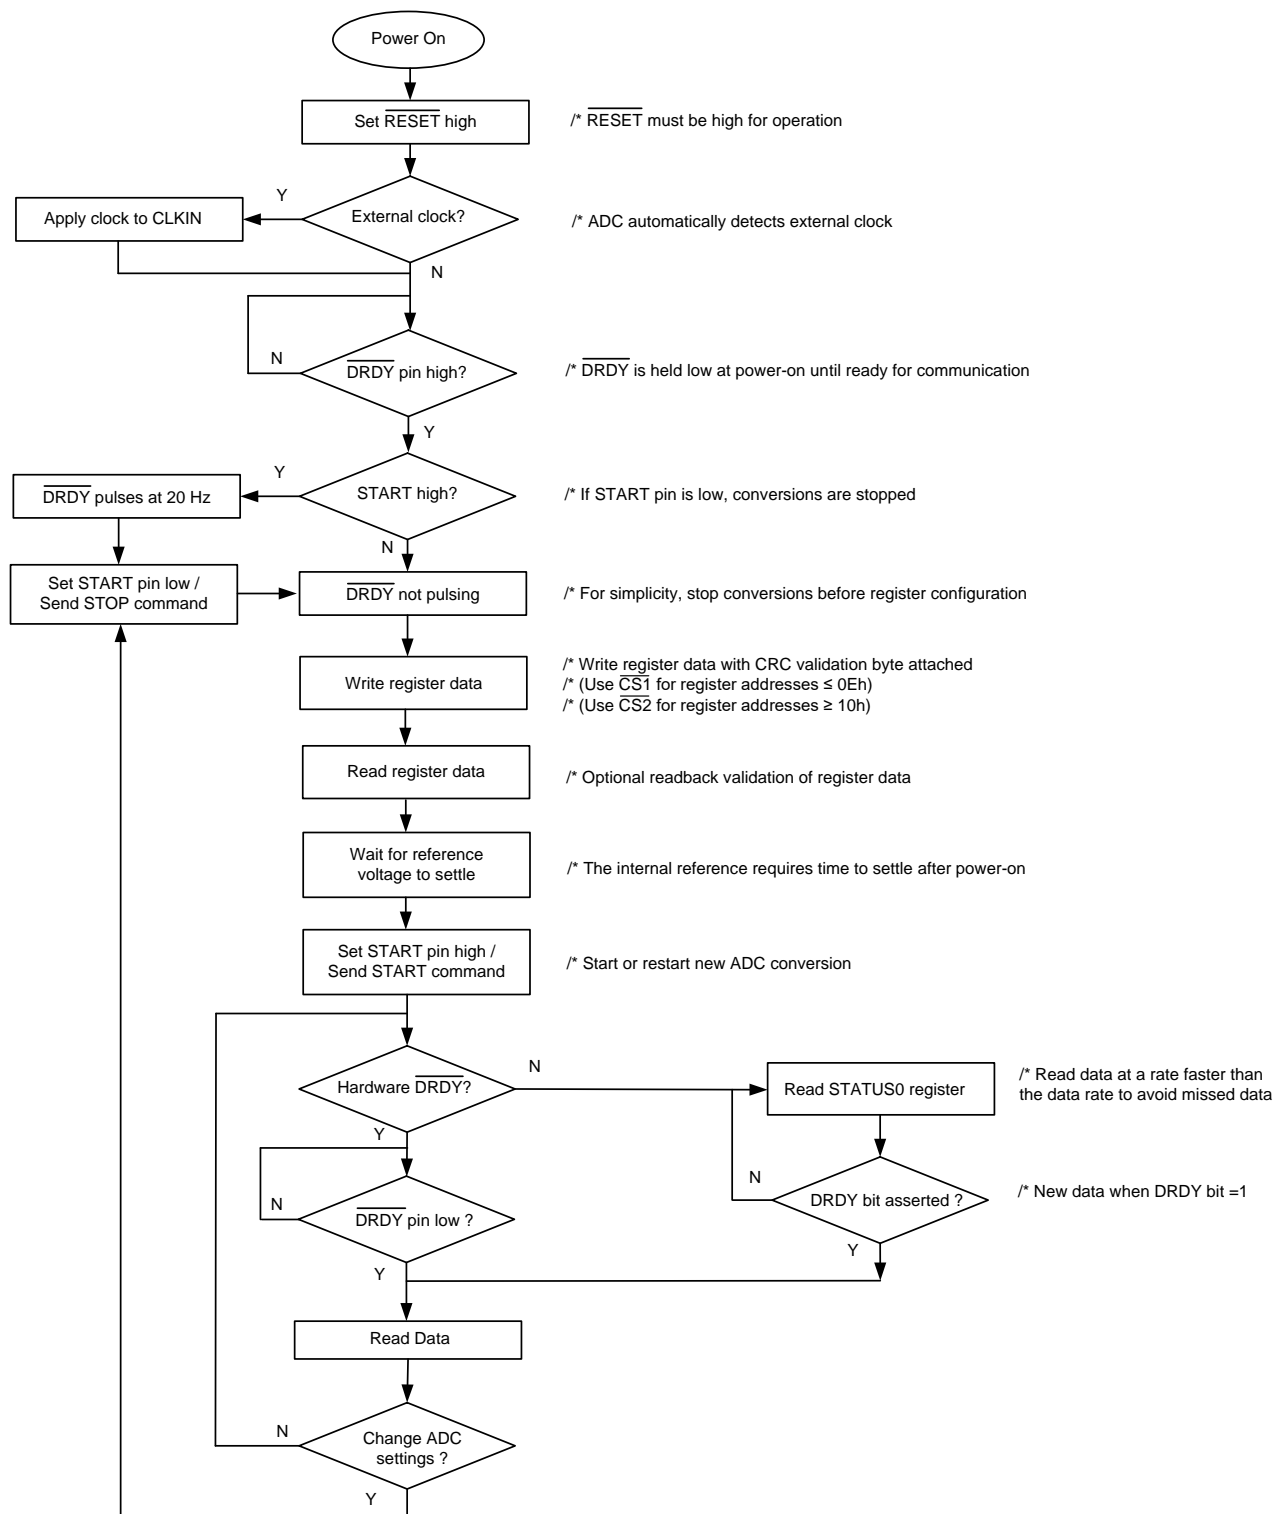 Power On
Set RESET high
/* RESET must be high for operation
Y
Apply clock to CLKIN
External clock?
/* ADC automatically detects external clock
N
N
DRDY pin high?
/* DRDY is held low at power-on until ready for communication
Y
Y
DRDY pulses at 20 Hz
START high?
/* If START pin is low, conversions are stopped
N
Set START pin low /
Send STOP command
DRDY not pulsing
/* For simplicity, stop conversions before register configuration
Write register data
/* Write register data with CRC validation byte attached
/* (Use CS1 for register addresses ≤ 0Eh)
/* (Use CS2 for register addresses ≥ 10h)
Read register data
/* Optional readback validation of register data
Wait for reference
voltage to settle
/* The internal reference requires time to settle after power-on
Set START pin high /
Send START command
/* Start or restart new ADC conversion
Hardware DRDY?
N
Read STATUS0 register
/* Read data at a rate faster than
the data rate to avoid missed data
Y
N
DRDY pin low ?
N
DRDY bit asserted ?
/* New data when DRDY bit =1
Y
Y
Read Data
N
Change ADC
settings ?
Y